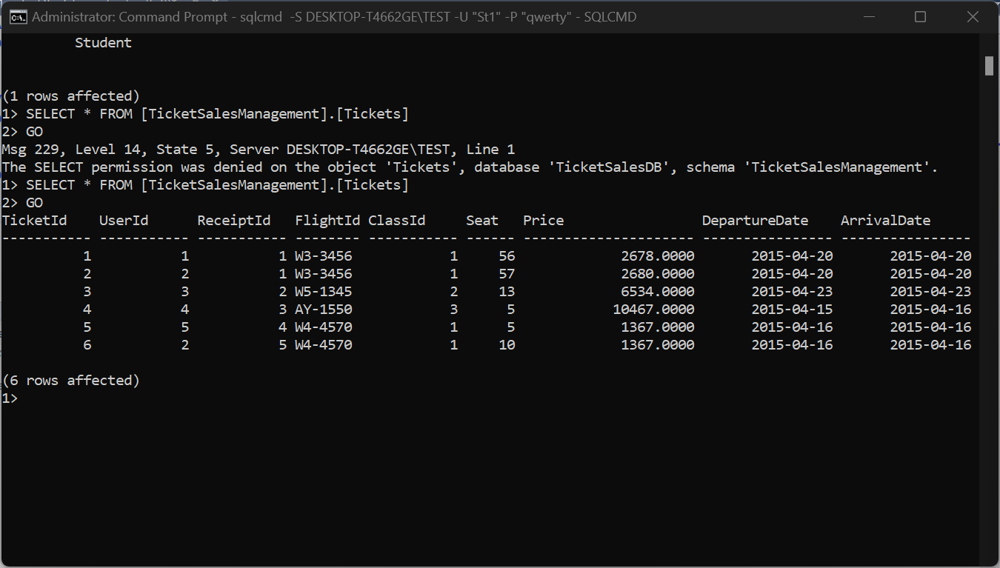 Administrator: Command Prompt - sqlcmd  -S DESKTOP-T4662GE\TEST -U "St1" -P "qwerty" - SQLCMD
Student
(1 rows affected)
1> SELECT * FROM [TicketSalesManagement].[Tickets]
2> GO
Msg 229, Level 14, State 5, Server DESKTOP-T4662GE\TEST, Line 1
The SELECT permission was denied on the object 'Tickets', database 'TicketSalesDB', schema 'TicketSalesManagement'.
1> SELECT * FROM [TicketSalesManagement].[Tickets]
2> GO
TicketId    UserId      ReceiptId   FlightId ClassId     Seat   Price                 DepartureDate    ArrivalDate
----------- ----------- ----------- -------- ----------- ------ --------------------- ---------------- ----------------
          1           1           1 W3-3456            1     56             2678.0000       2015-04-20       2015-04-20
          2           2           1 W3-3456            1     57             2680.0000       2015-04-20       2015-04-20
          3           3           2 W5-1345            2     13             6534.0000       2015-04-23       2015-04-23
          4           4           3 AY-1550            3      5            10467.0000       2015-04-15       2015-04-16
          5           5           4 W4-4570            1      5             1367.0000       2015-04-16       2015-04-16
          6           2           5 W4-4570            1     10             1367.0000       2015-04-16       2015-04-16
(6 rows affected)
1>